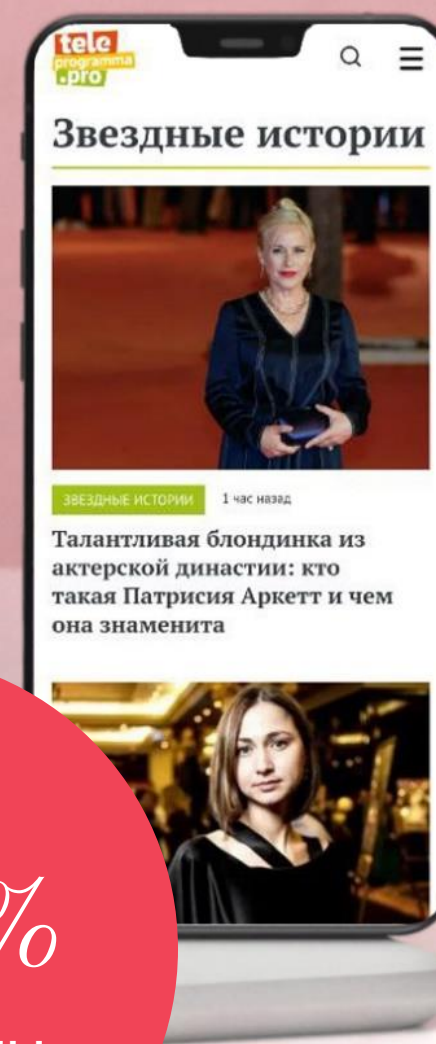 tele
programma
.pro
Звездные истории
ЗВЕЗДНЫЕ ИСТОРИИ 1 час назад
Талантливая блондинка из
актерской династии: кто
такая Патрисия Аркетт и чем
она знаменита
%